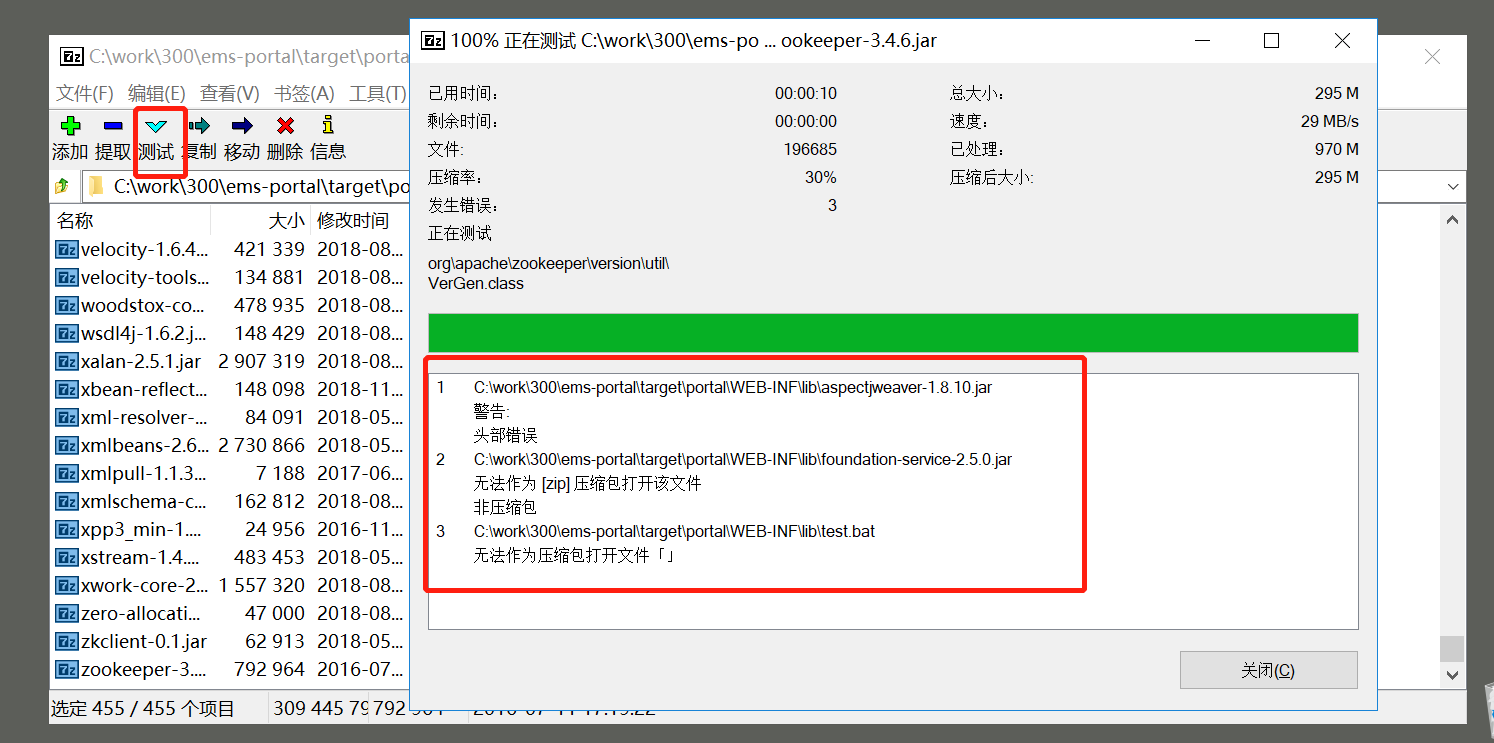 C:\work\300\ems-portal\target\porta
文件(F) 编辑(E) 查看(V) 书签(A) 工具(T)
添加 提取 测试 复制 移动 删除 信息
C:\work\300\ems-portal\target\po
名称 大小 修改时间
velocity-1.6.4... 421 339 2018-08...
velocity-tools... 134 881 2018-08...
woodstox-co... 478 935 2018-08...
wsdl4j-1.6.2.j... 148 429 2018-08...
xalan-2.5.1.jar 2 907 319 2018-08...
xbean-reflect... 148 098 2018-11...
xml-resolver-... 84 091 2018-05...
xmlbeans-2.6... 2 730 866 2018-05...
xmlpull-1.1.3... 7 188 2017-06...
xmlschema-c... 162 812 2018-08...
xpp3_min-1.... 24 956 2016-11...
xstream-1.4.... 483 453 2018-05...
xwork-core-2... 1 557 320 2018-08...
zero-allocati... 47 000 2018-08...
zkclient-0.1.jar 62 913 2018-05...
zookeeper-3.... 792 964 2016-07...
选定 455 / 455 个项目 309 445 79 792
100% 正在测试 C:\work\300\ems-po ... ookeeper-3.4.6.jar
已用时间: 00:00:10 总大小: 295 M
剩余时间: 00:00:00 速度: 29 MB/s
文件: 196685 已处理: 970 M
压缩率: 30% 压缩后大小: 295 M
发生错误: 3
正在测试
org\apache\zookeeper\version\util\
VerGen.class
1 C:\work\300\ems-portal\target\portal\WEB-INF\lib\aspectjweaver-1.8.10.jar
警告:
头部错误
2 C:\work\300\ems-portal\target\portal\WEB-INF\lib\foundation-service-2.5.0.jar
无法作为 [zip] 压缩包打开该文件
非压缩包
3 C:\work\300\ems-portal\target\portal\WEB-INF\lib\test.bat
无法作为压缩包打开文件「」
关闭(C)